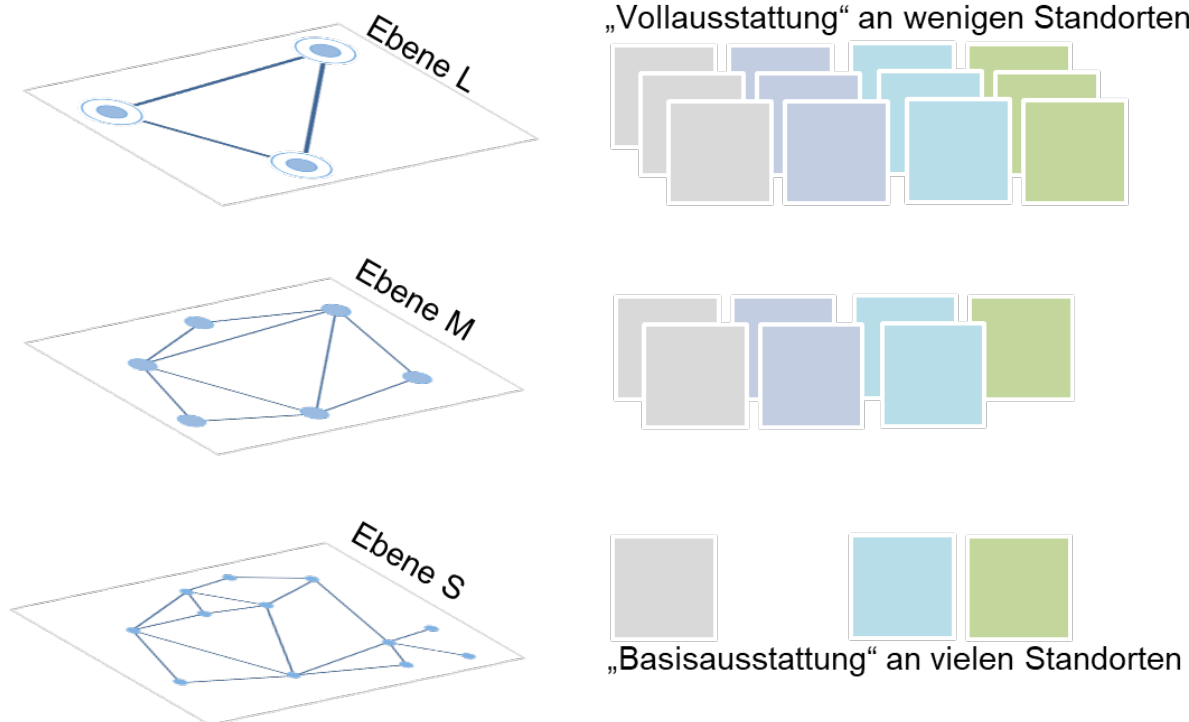 „Vollausstattung“ an wenigen Standorten
Ebene L
Ebene M
Ebene S
„Basisausstattung“ an vielen Standorten